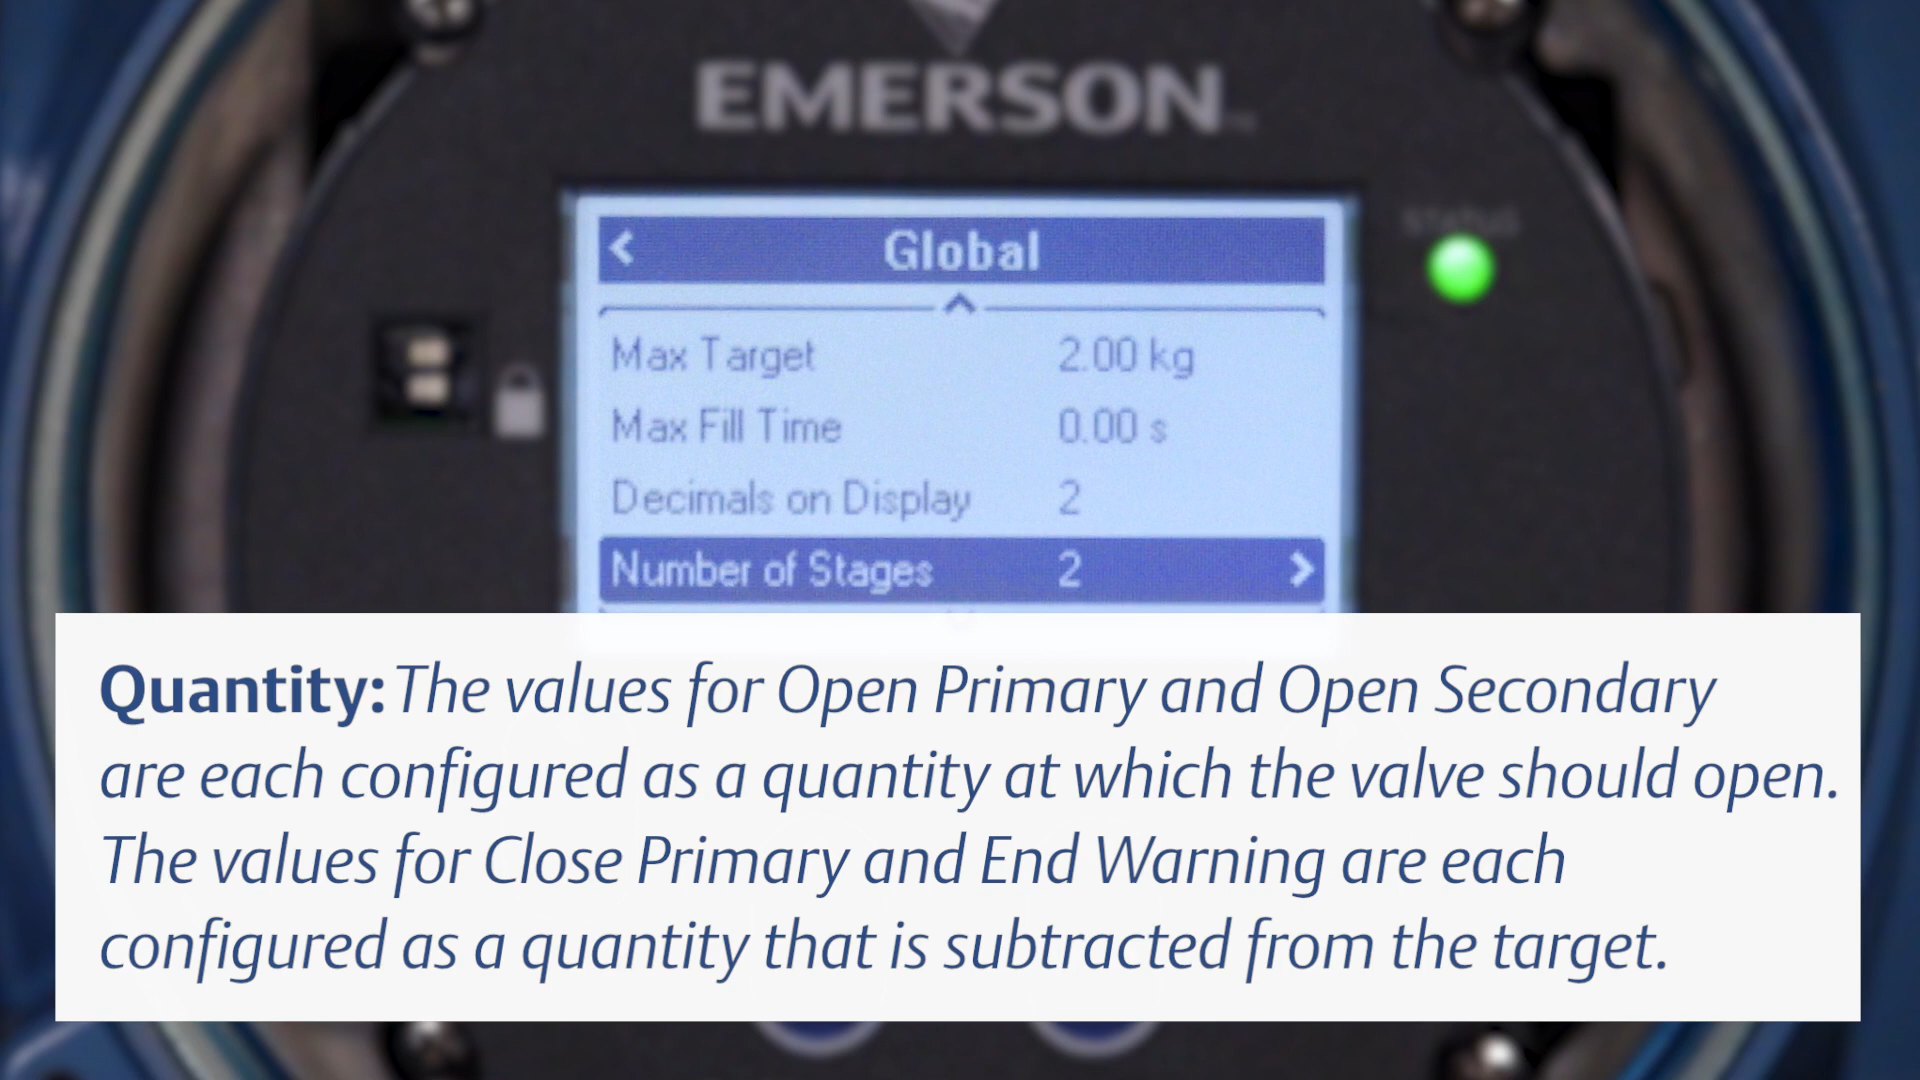 EMERSON
STATUS
Global
Max Target 2.00 kg
Max Fill Time 0.00 s
Decimals on Display 2
Number of Stages 2
Quantity: The values for Open Primary and Open Secondary
are each configured as a quantity at which the valve should open.
The values for Close Primary and End Warning are each
configured as a quantity that is subtracted from the target.